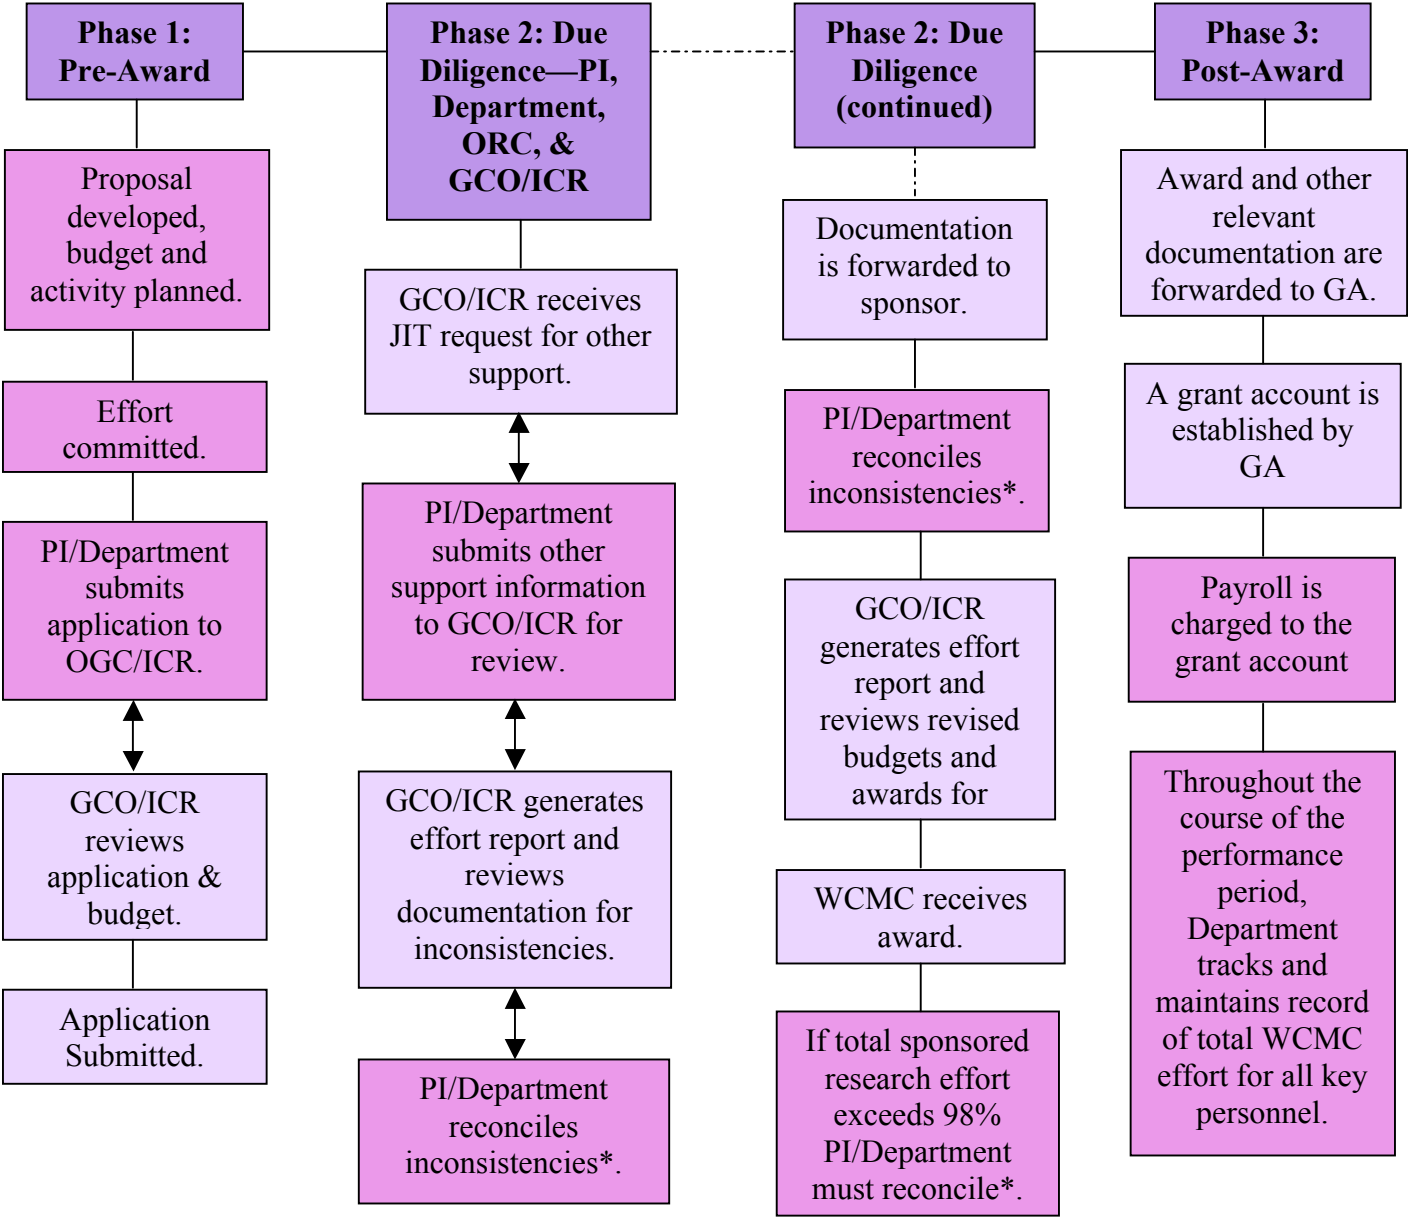 Phase 1:
Pre-Award
Proposal
developed,
budget and
activity planned.
Effort
committed.
PI/Department
submits
application to
OGC/ICR.
GCO/ICR
reviews
application &
budget.
Application
Submitted.
Phase 2: Due
Diligence—PI,
Department,
ORC, &
GCO/ICR
GCO/ICR receives
JIT request for other
support.
PI/Department
submits other
support information
to GCO/ICR for
review.
GCO/ICR generates
effort report and
reviews
documentation for
inconsistencies.
PI/Department
reconciles
inconsistencies*.
Phase 2: Due
Diligence
(continued)
Documentation
is forwarded to
sponsor.
PI/Department
reconciles
inconsistencies*.
GCO/ICR
generates effort
report and
reviews revised
budgets and
awards for
WCMC receives
award.
If total sponsored
research effort
exceeds 98%
PI/Department
must reconcile*.
Phase 3:
Post-Award
Award and other
relevant
documentation are
forwarded to GA.
A grant account is
established by
GA
Payroll is
charged to the
grant account
Throughout the
course of the
performance
period,
Department
tracks and
maintains record
of total WCMC
effort for all key
personnel.